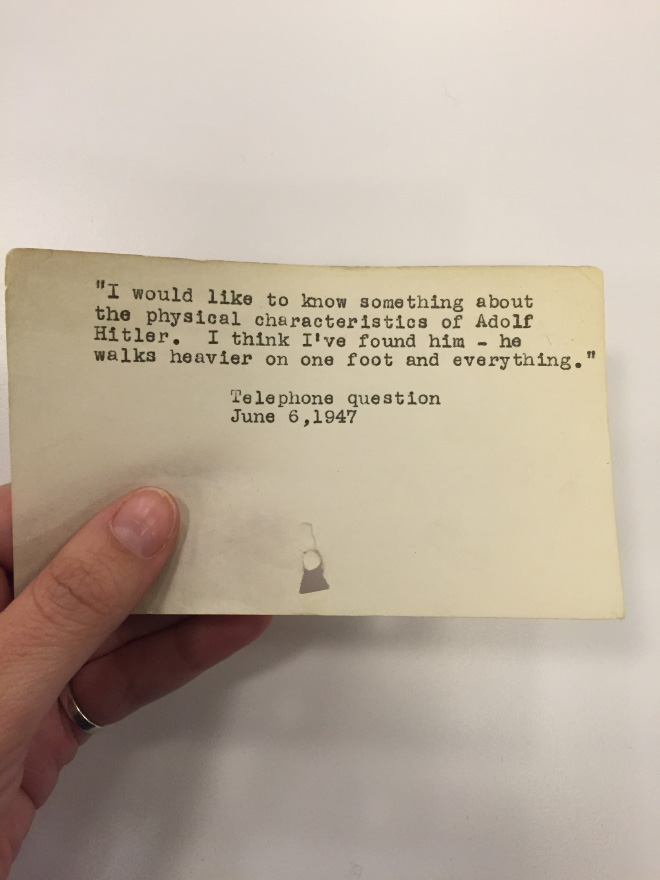 "I would like to know something about
the physical characteristics of Adolf
Hitler.  I think I've found him - he
walks heavier on one foot and everything."
Telephone question
June 6,1947